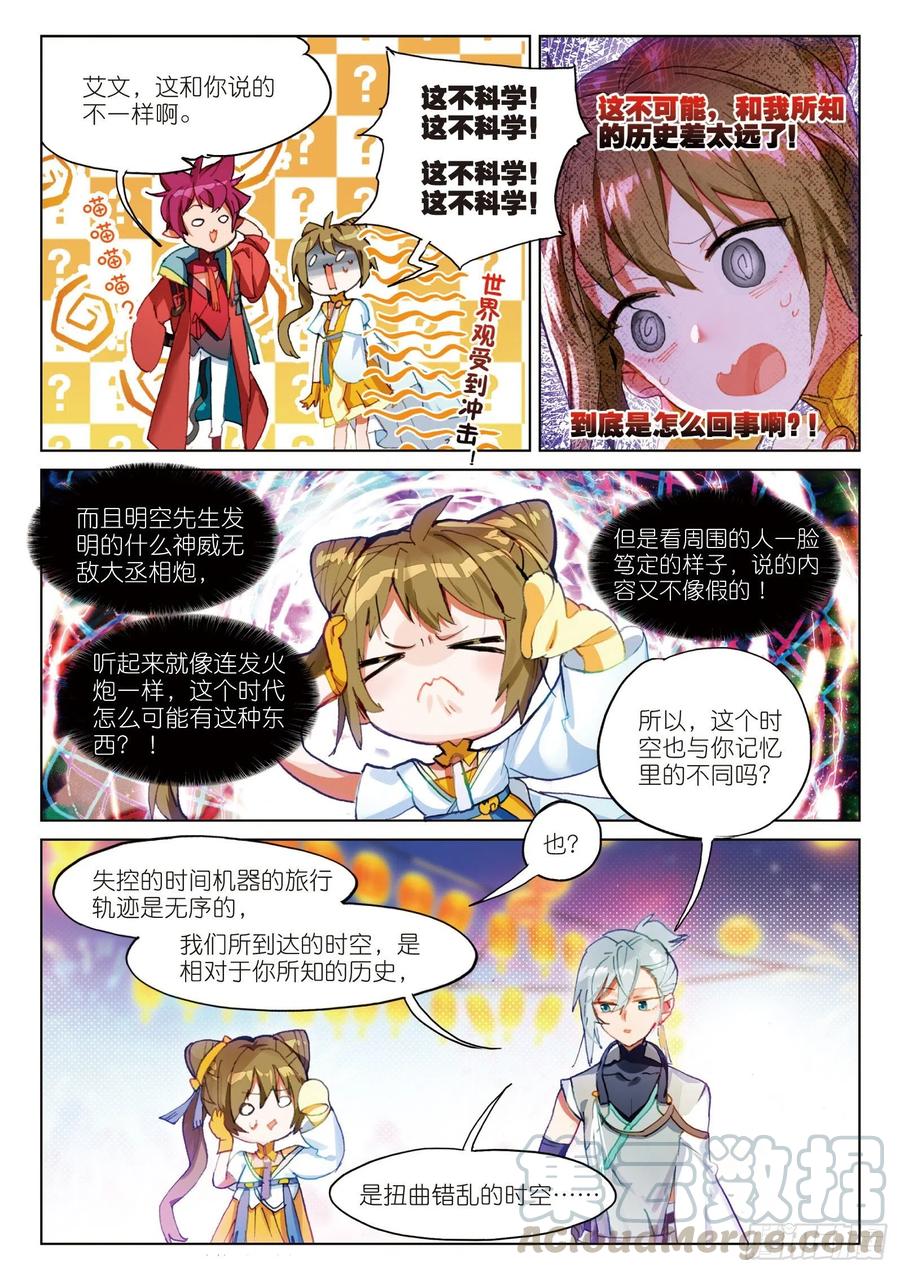 艾文，这和你说的
不一样啊。
这不科学！
这不科学！
这不科学！
这不科学！
喵
喵
喵
喵？
世界观受到冲击！
这不可能，和我所知
的历史差太远了！
到底是怎么回事啊？！
而且明空先生发
明的什么神威无
敌大丞相炮，
听起来就像连发火
炮一样，这个时代
怎么可能有这种东
西？！
但是看周围的人一脸
笃定的样子，说的内
容又不像假的！
所以，这个时
空也与你记忆
里的不同吗？
也？
失控的时间机器的旅行
轨迹是无序的，
我们所到达的时空，是
相对于你所知的历史，
是扭曲错乱的时空……
集云数据
ACloudMerge.com